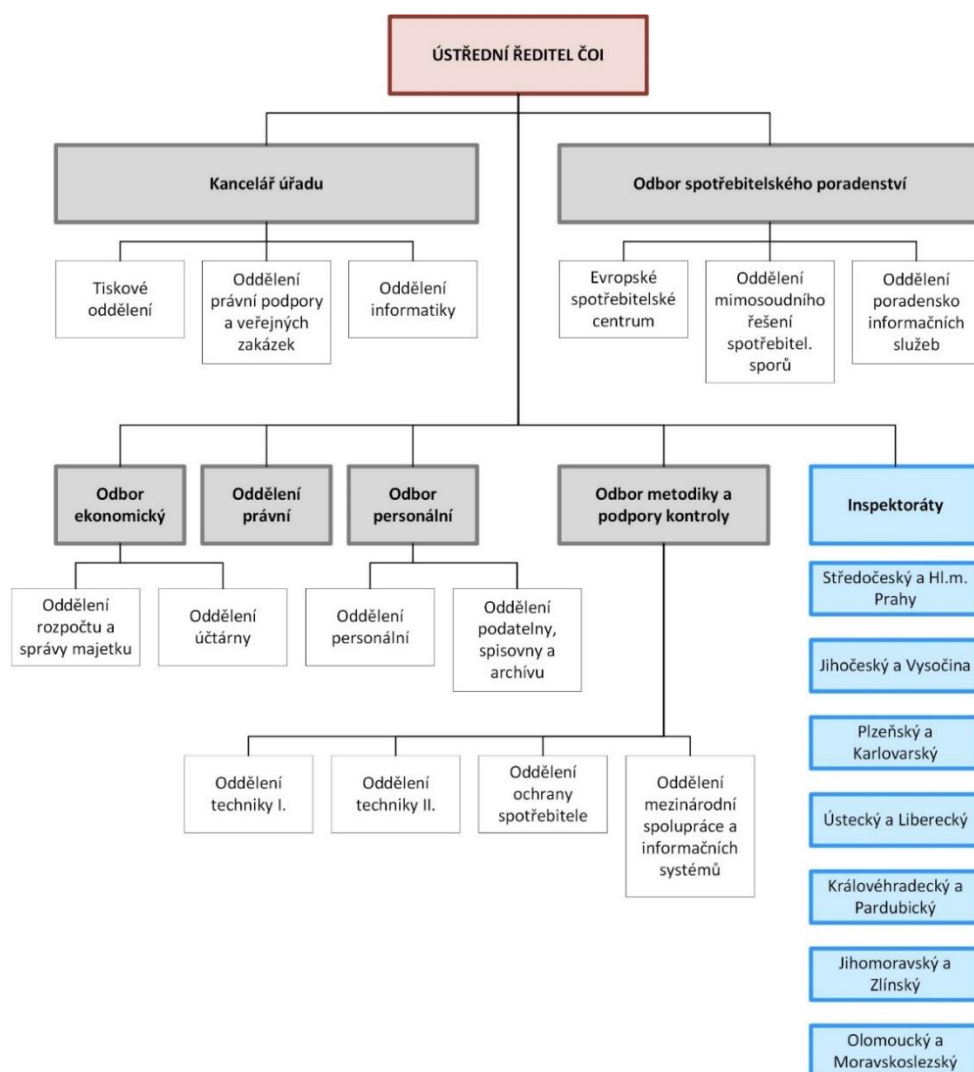 ÚSTŘEDNÍ ŘEDITEL ČOI
Kancelář úřadu
Odbor spotřebitelského poradenství
Tiskové
oddělení
Oddělení
právní podpory
a veřejných
zakázek
Oddělení
informatiky
Evropské
spotřebitelské
centrum
Oddělení
mimosoudního
řešení
spotřebitel.
sporů
Oddělení
poradensko
informačních
služeb
Odbor
ekonomický
Oddělení
právní
Odbor
personální
Odbor metodiky a
podpory kontroly
Inspektoráty
Oddělení
rozpočtu a
správy majetku
Oddělení
účtárny
Oddělení
personální
Oddělení
podatelny,
spisovny a
archívu
Oddělení
techniky I.
Oddělení
techniky II.
Oddělení
ochrany
spotřebitele
Oddělení
mezinárodní
spolupráce a
informačních
systémů
Středočeský a Hl.m.
Prahy
Jihočeský a Vysočina
Plzeňský a
Karlovarský
Ústecký a Liberecký
Královéhradecký a
Pardubický
Jihomoravský a
Zlínský
Olomoucký a
Moravskoslezský